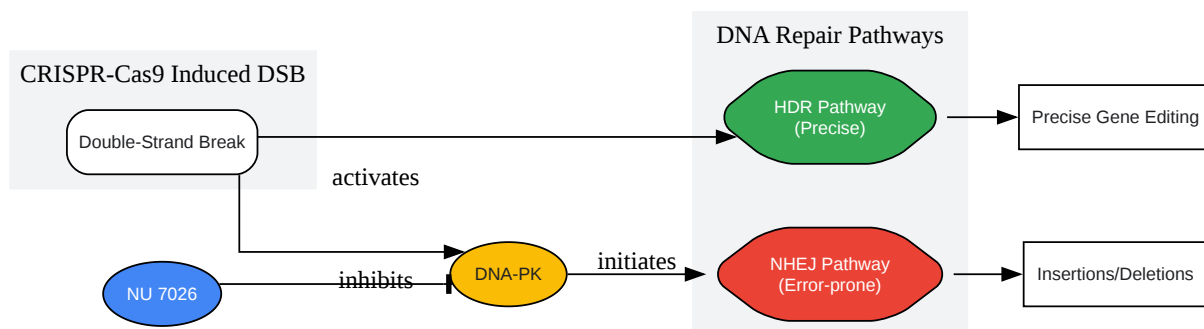 DNA Repair Pathways
CRISPR-Cas9 Induced DSB
HDR Pathway
(Precise)
Precise Gene Editing
Double-Strand Break
activates
initiates
NHEJ Pathway
(Error-prone)
Insertions/Deletions
DNA-PK
inhibits
NU 7026